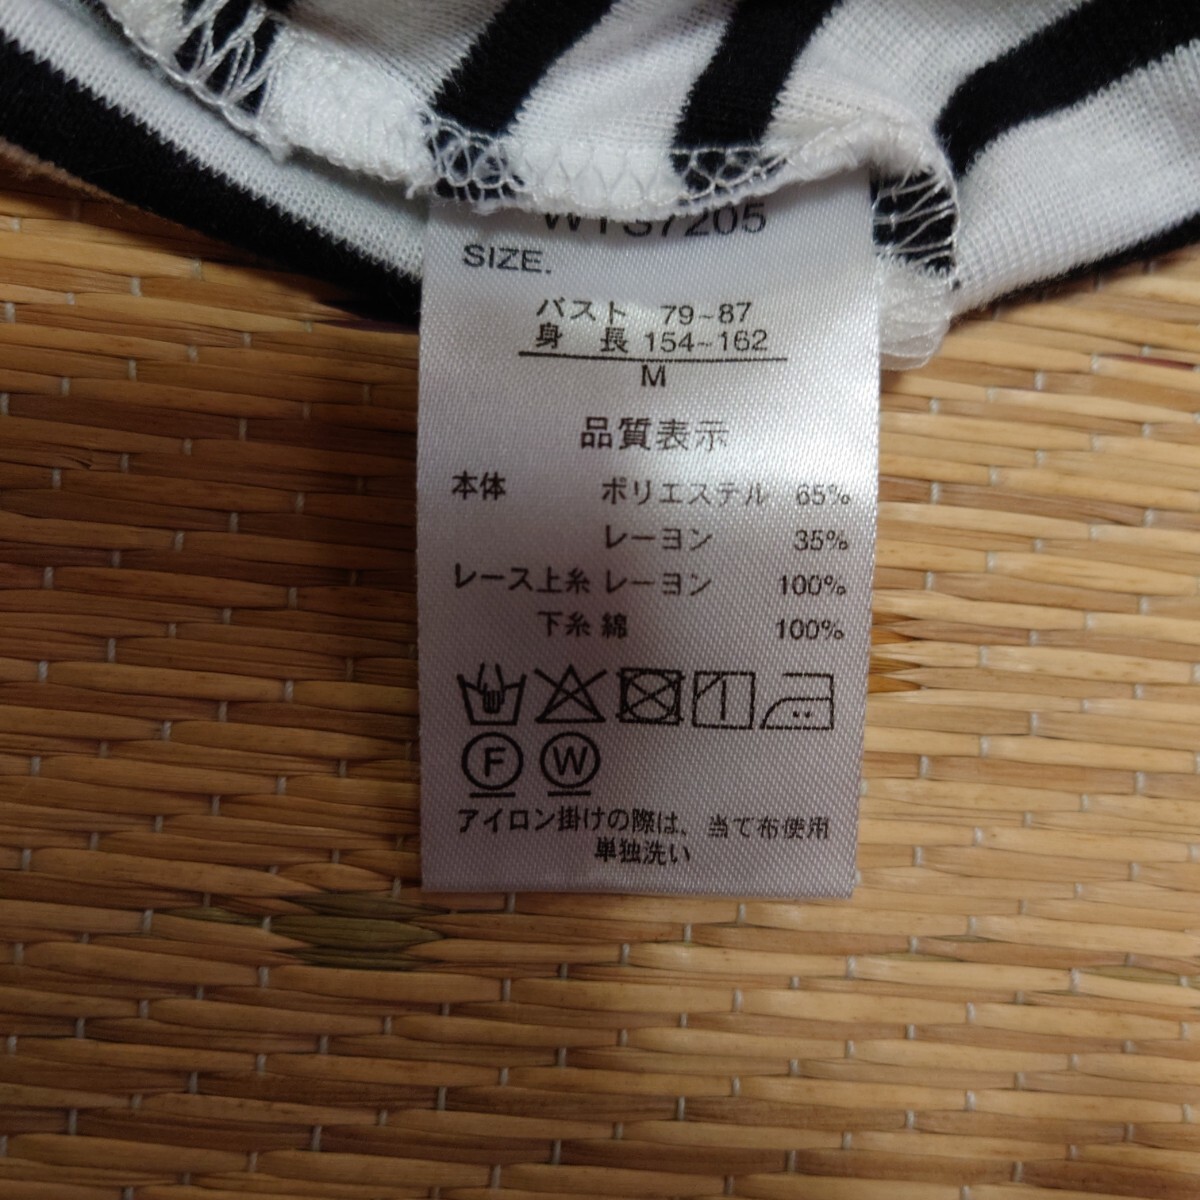 SIZE.
バスト 79~87
身 長 154~162
M
品質表示
本体 ポリエステル 65%
レーヨン 35%
レース上糸 レーヨン 100%
下糸 綿 100%
F W
アイロン掛けの際は、当て布使用
単独洗い